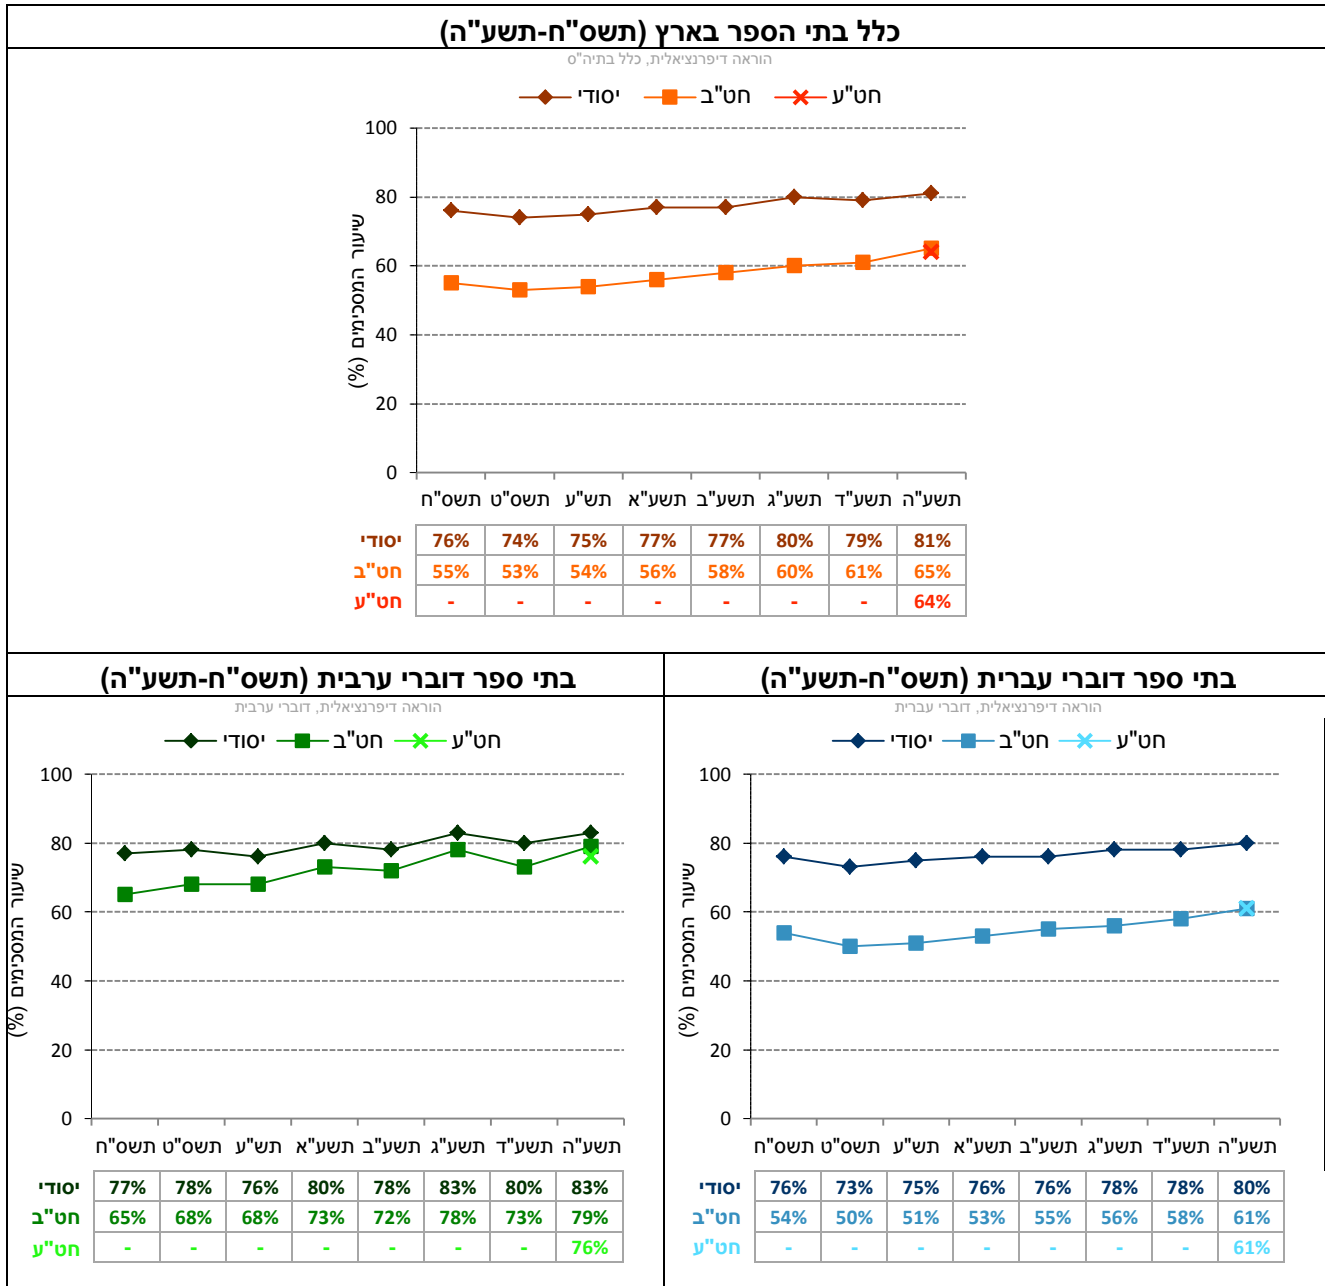 כלל בתי הספר בארץ (תשס"ח-תשע"ה)
הוראה דיפרנציאלית, כלל בתיה"ס
יסודי חט"ב חט"ע
שיעור המסכימים (%)
100
80
60
40
20
0
תשס"ח תשס"ט תש"ע תשע"א תשע"ב תשע"ג תשע"ד תשע"ה
יסודי 76% 74% 75% 77% 77% 80% 79% 81%
חט"ב 55% 53% 54% 56% 58% 60% 61% 65%
חט"ע - - - - - - - 64%
בתי ספר דוברי עברית (תשס"ח-תשע"ה)
הוראה דיפרנציאלית, דוברי עברית
יסודי חט"ב חט"ע
שיעור המסכימים (%)
100
80
60
40
20
0
תשס"ח תשס"ט תש"ע תשע"א תשע"ב תשע"ג תשע"ד תשע"ה
יסודי 76% 73% 75% 76% 76% 78% 78% 80%
חט"ב 54% 50% 51% 53% 55% 56% 58% 61%
חט"ע - - - - - - - 61%
בתי ספר דוברי ערבית (תשס"ח-תשע"ה)
הוראה דיפרנציאלית, דוברי ערבית
יסודי חט"ב חט"ע
שיעור המסכימים (%)
100
80
60
40
20
0
תשס"ח תשס"ט תש"ע תשע"א תשע"ב תשע"ג תשע"ד תשע"ה
יסודי 77% 78% 76% 80% 78% 83% 80% 83%
חט"ב 65% 68% 68% 73% 72% 78% 73% 79%
חט"ע - - - - - - - 76%